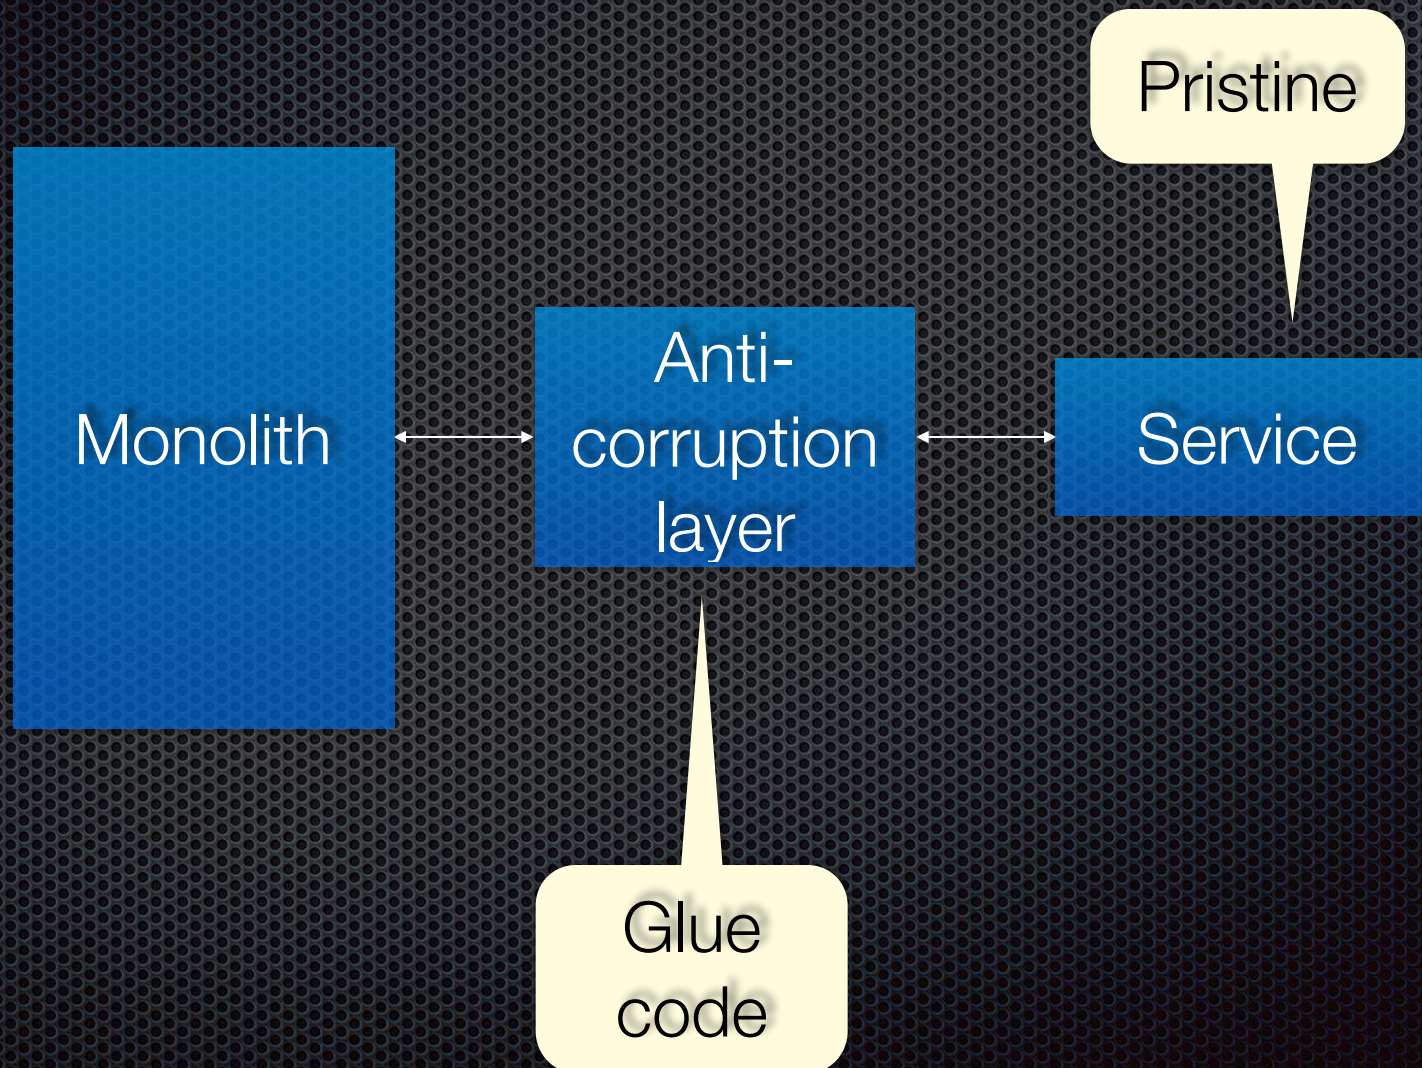 Pristine
Monolith
Anti-
corruption
layer
Service
Glue
code